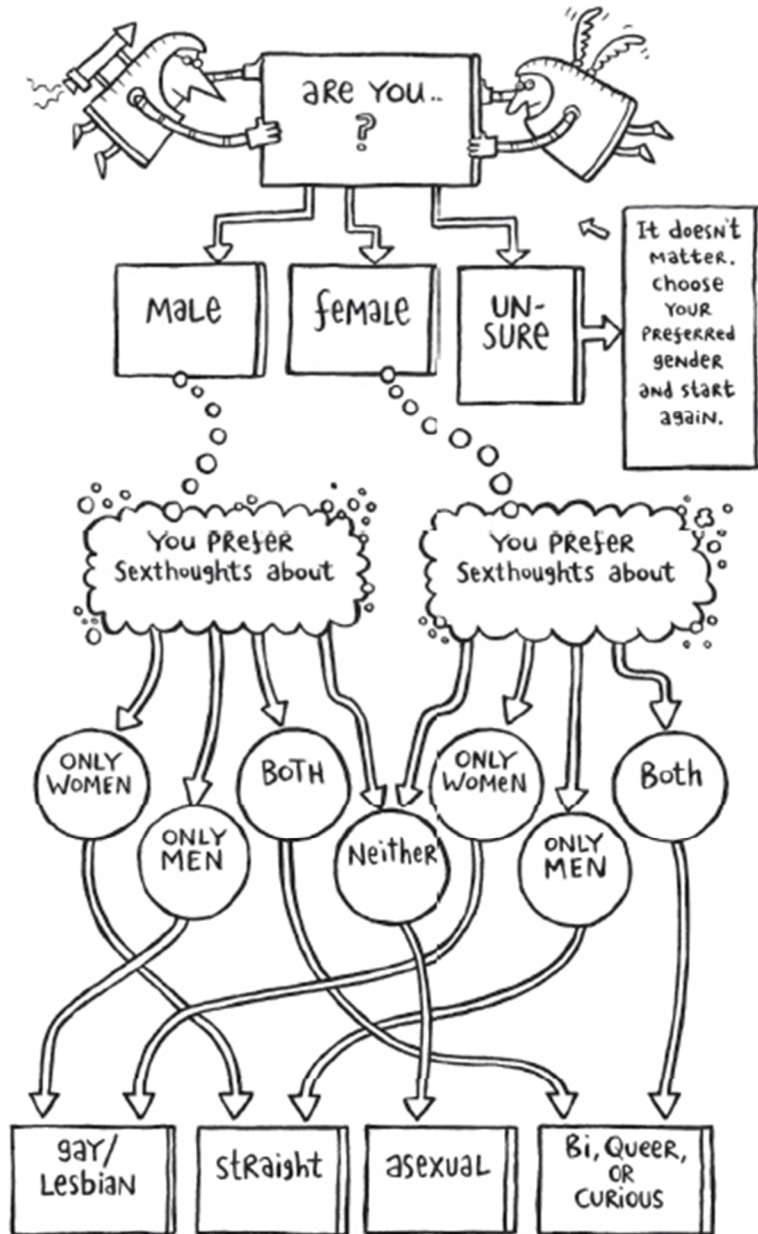 ARE YOU..
?
MALE
FEMALE
UN-
SURE
It doesn't
matter.
Choose
your
preferred
gender
and start
again.
You prefer
Sexthoughts about
You prefer
Sexthoughts about
ONLY
WOMEN
ONLY
MEN
BOTH
Neither
ONLY
WOMEN
ONLY
MEN
Both
gay/
Lesbian
straight
asexual
Bi, Queer,
OR
CURIOUS